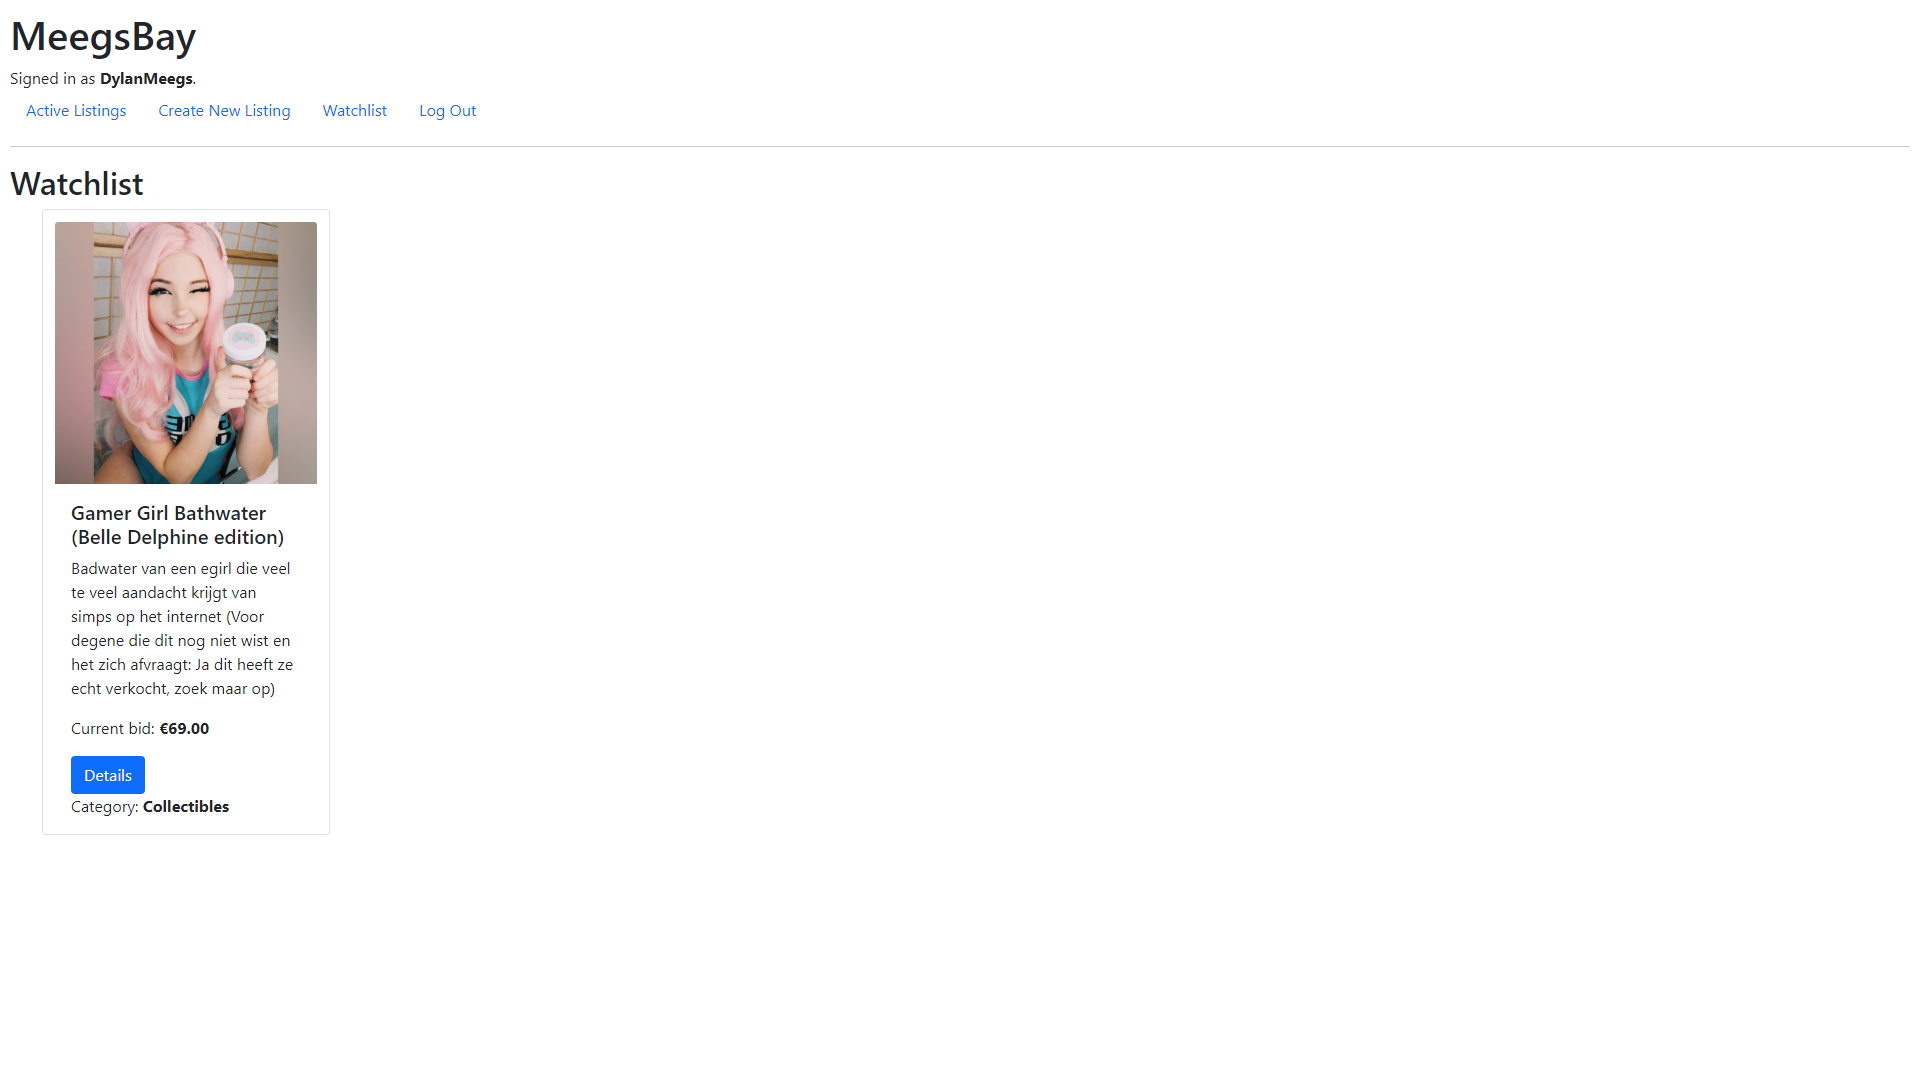 MeegsBay
Signed in as DylanMeegs.
Active Listings Create New Listing Watchlist Log Out
Watchlist
Gamer Girl Bathwater
(Belle Delphine edition)
Badwater van een egirl die veel
te veel aandacht krijgt van
simps op het internet (Voor
degene die dit nog niet wist en
het zich afvraagt: Ja dit heeft ze
echt verkocht, zoek maar op)
Current bid: €69.00
Details
Category: Collectibles